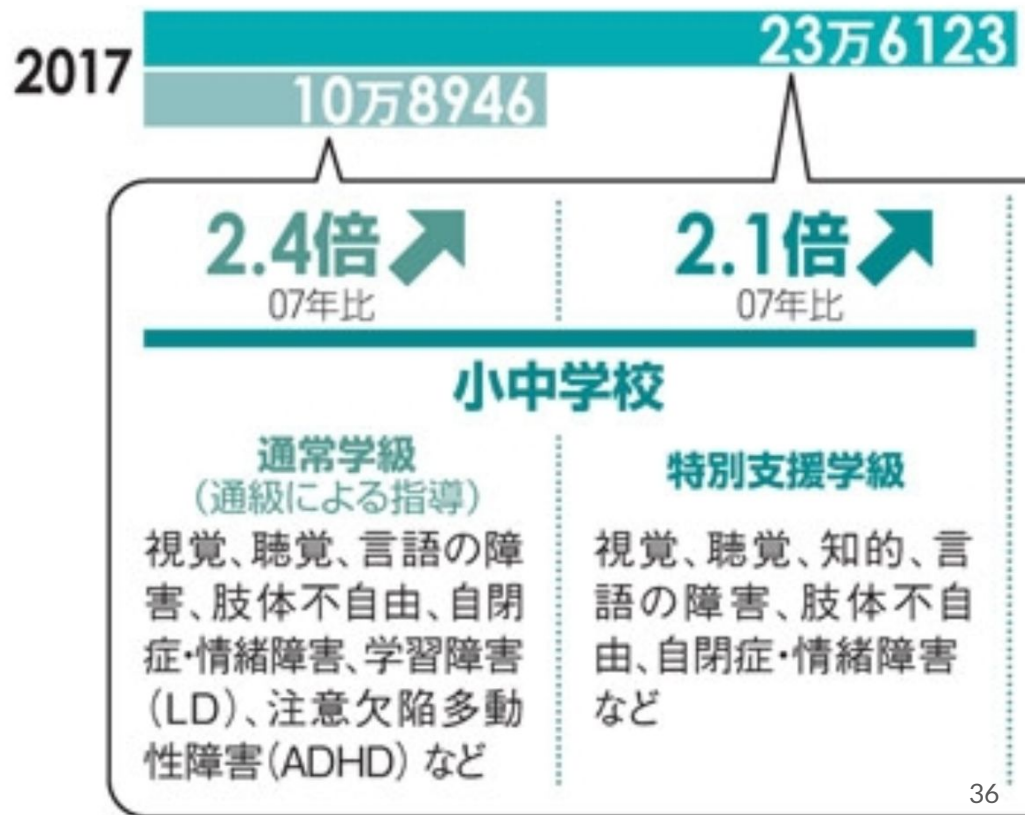 2017
23万6123
10万8946
2.4倍
07年比
2.1倍
07年比
小中学校
通常学級
（通級による指導）
視覚、聴覚、言語の障
害、肢体不自由、自閉
症・情緒障害、学習障害
（LD）、注意欠陥多動
性障害（ADHD） など
特別支援学級
視覚、聴覚、知的、言
語の障害、肢体不自
由、自閉症・情緒障害
など
36